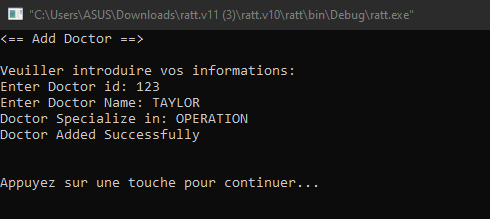 "C:\Users\ASUS\Downloads\ratt.v11 (3)\ratt.v10\ratt\bin\Debug\ratt.exe"
<== Add Doctor ==>
Veuiller introduire vos informations:
Enter Doctor id: 123
Enter Doctor Name: TAYLOR
Doctor Specialize in: OPERATION
Doctor Added Successfully
Appuyez sur une touche pour continuer...